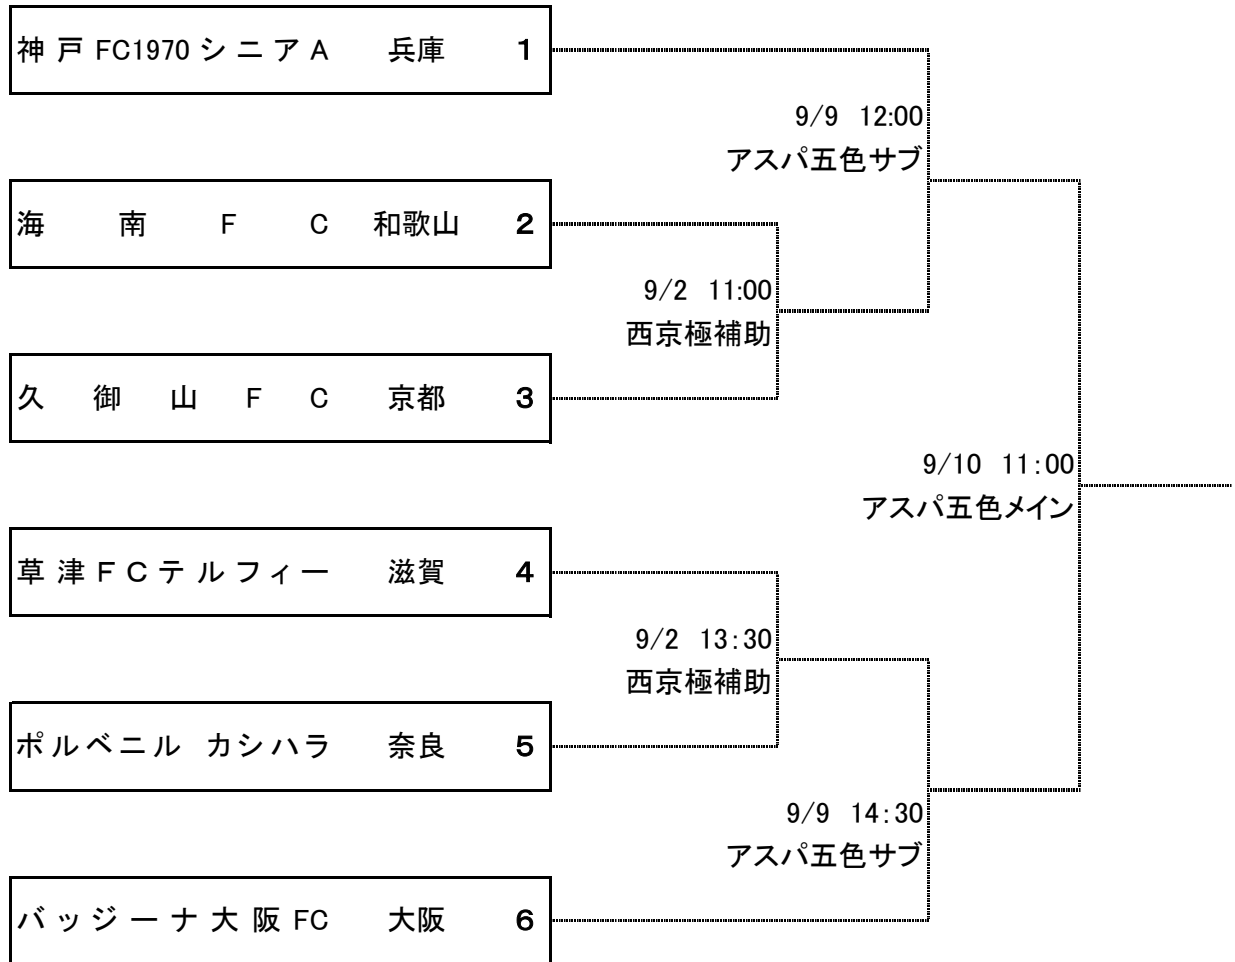 神戸FC1970シニアA 兵庫 1
9/9 12:00
アスパ五色サブ
海南FC 和歌山 2
9/2 11:00
西京極補助
久御山FC 京都 3
9/10 11:00
アスパ五色メイン
草津FCテルフィー 滋賀 4
9/2 13:30
西京極補助
ポルベニル カシハラ 奈良 5
9/9 14:30
アスパ五色サブ
バッジーナ大阪FC 大阪 6